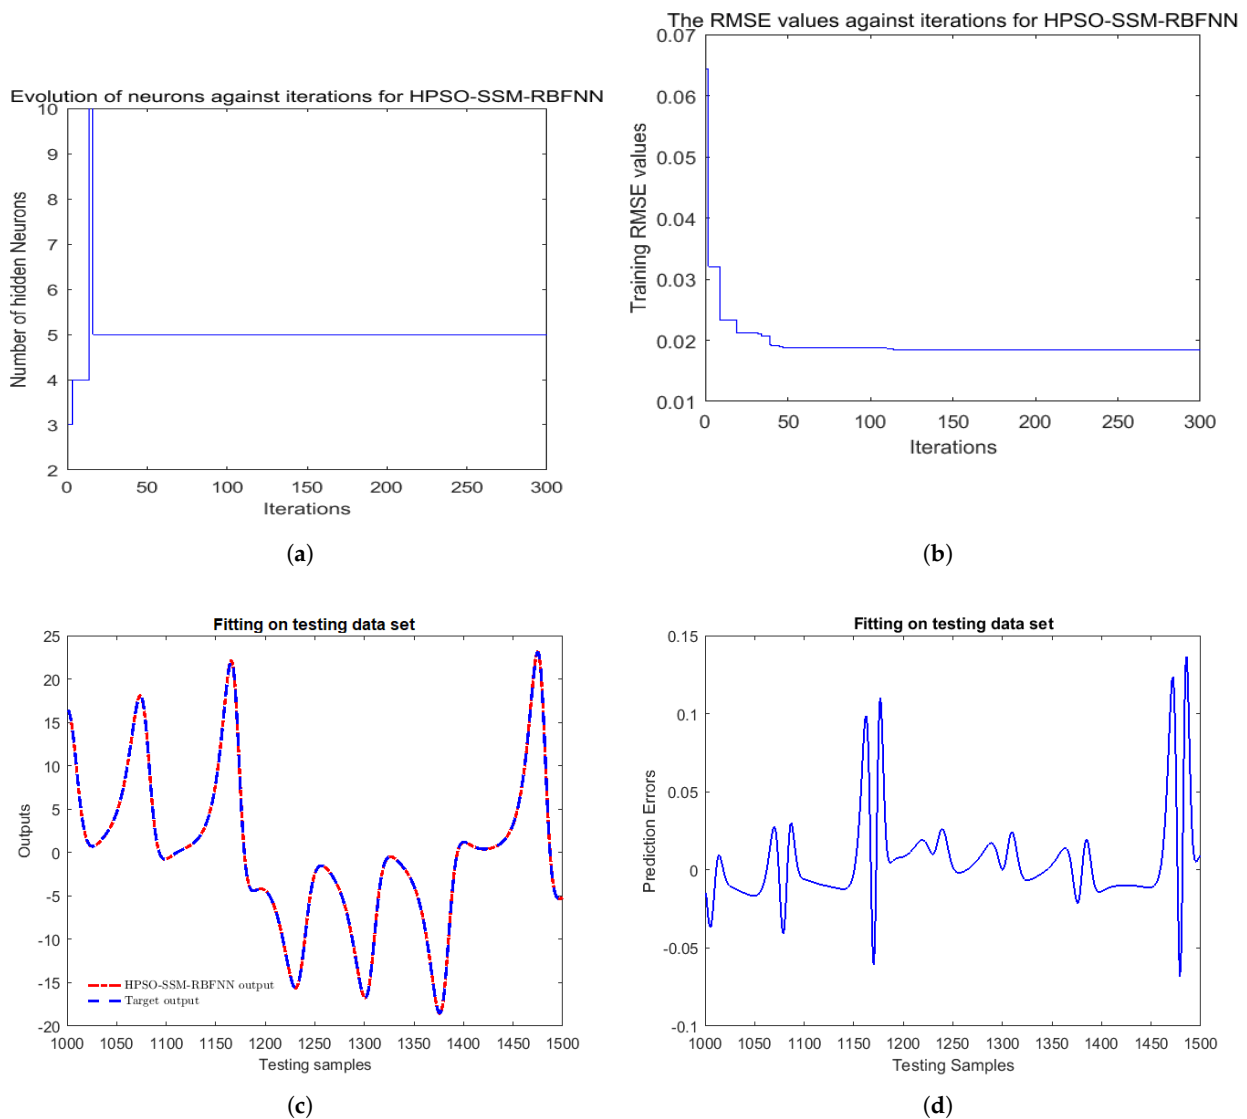 Evolution of neurons against iterations for HPSO-SSM-RBFNN
10
9
8
7
6
5
4
3
2
Number of hidden Neurons
0 50 100 150 200 250 300
Iterations
(a)
The RMSE values against iterations for HPSO-SSM-RBFNN
0.07
0.06
0.05
0.04
0.03
0.02
0.01
Training RMSE values
0 50 100 150 200 250 300
Iterations
(b)
Fitting on testing data set
25
20
15
10
5
0
-5
-10
-15
-20
Outputs
HPSO-SSM-RBFNN output
Target output
1000 1050 1100 1150 1200 1250 1300 1350 1400 1450 1500
Testing samples
(c)
Fitting on testing data set
0.15
0.1
0.05
0
-0.05
-0.1
Prediction Errors
1000 1050 1100 1150 1200 1250 1300 1350 1400 1450 1500
Testing Samples
(d)